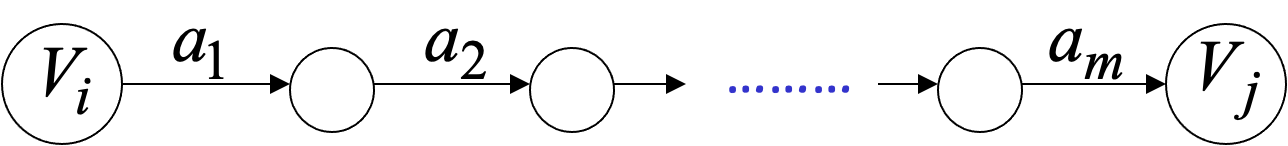 V_i a_1 a_2 ......... a_m V_j